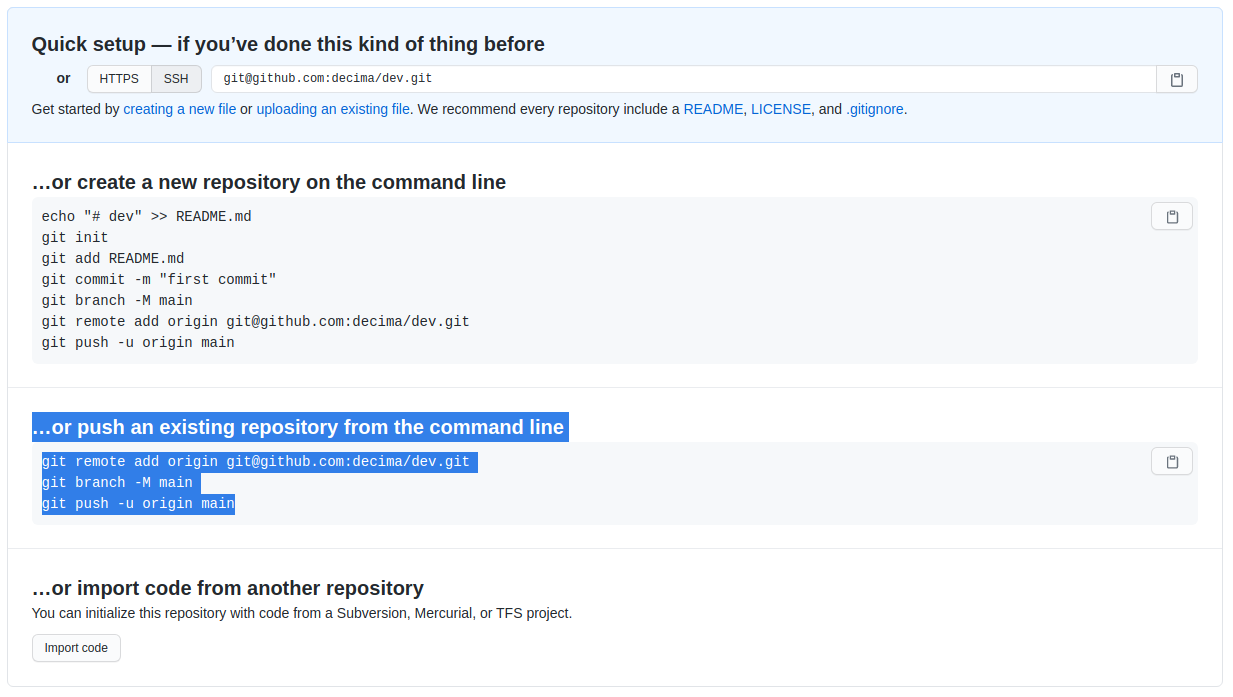 Quick setup — if you’ve done this kind of thing before
or HTTPS SSH git@github.com:decima/dev.git
Get started by creating a new file or uploading an existing file. We recommend every repository include a README, LICENSE, and .gitignore.
…or create a new repository on the command line
echo "# dev" >> README.md
git init
git add README.md
git commit -m "first commit"
git branch -M main
git remote add origin git@github.com:decima/dev.git
git push -u origin main
…or push an existing repository from the command line
git remote add origin git@github.com:decima/dev.git
git branch -M main
git push -u origin main
…or import code from another repository
You can initialize this repository with code from a Subversion, Mercurial, or TFS project.
Import code